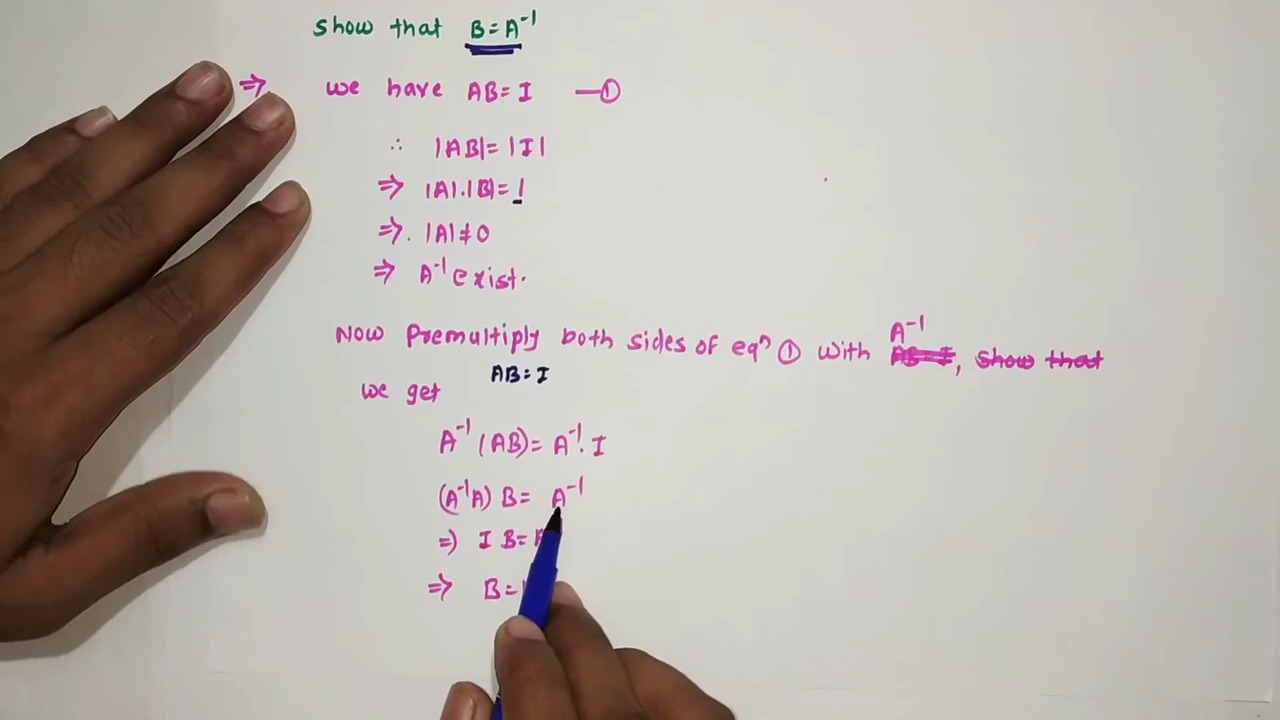 Show that B = A⁻¹
⇒ we have AB = I —①
∴ |AB| = |I|
⇒ |A|.|B| = 1
⇒. |A| ≠ 0
⇒ A⁻¹ exist.
A⁻¹
Now Premultiply both sides of eqⁿ ① with AB = I, show that
we get AB = I
A⁻¹ (AB) = A⁻¹. I
(A⁻¹A) B = A⁻¹
⇒ I B =
⇒ B =